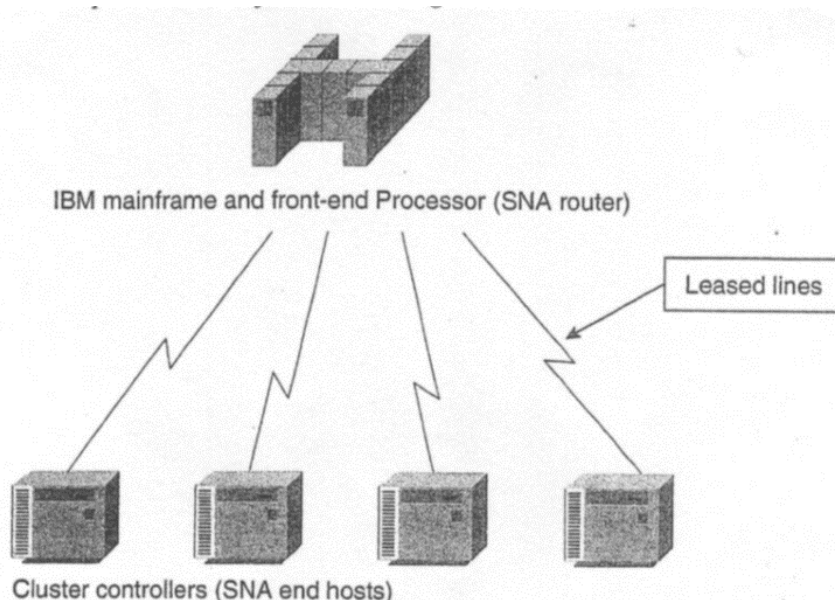 IBM mainframe and front-end Processor (SNA router)
Leased lines
Cluster controllers (SNA end hosts)